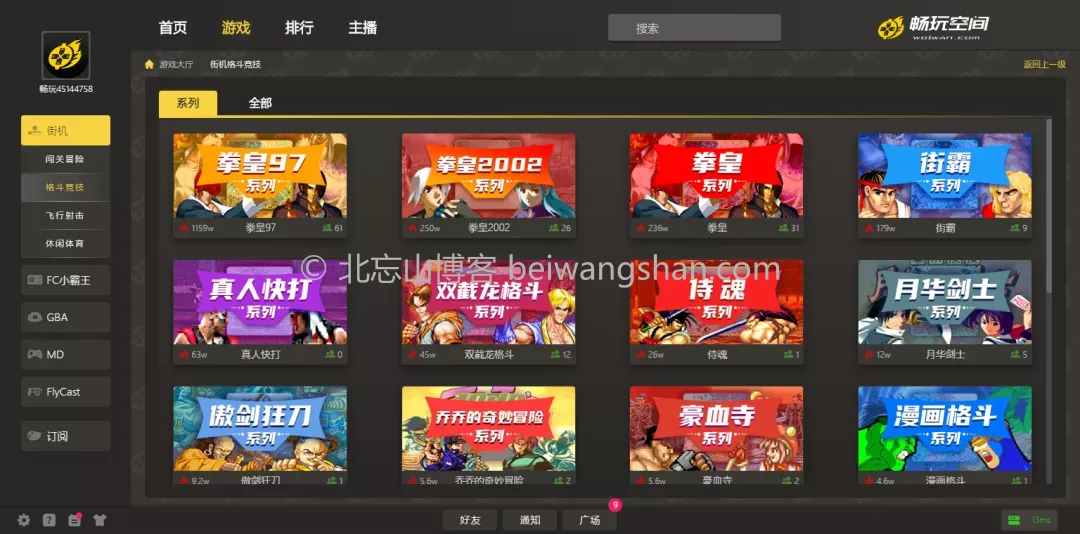 首页 游戏 排行 主播 搜索 畅玩空间
woiwan.com
畅玩45144758
游戏大厅 街机格斗竞技 返回上一级
系列 全部
街机
闯关冒险
格斗竞技
飞行射击
休闲体育
FC小霸王
GBA
MD
FlyCast
订阅
拳皇97
系列
1159w 拳皇97 61
拳皇2002
系列
250w 拳皇2002 26
拳皇
系列
236w 拳皇 31
街霸
系列
179w 街霸 9
© 北忘山博客 beiwangshan.com
真人快打
系列
63w 真人快打 0
双截龙格斗
系列
45w 双截龙格斗 12
侍魂
系列
26w 侍魂 1
月华剑士
系列
12w 月华剑士 5
傲剑狂刀
系列
9.2w 傲剑狂刀 1
乔乔的奇妙冒险
系列
5.6w 乔乔的奇妙冒险 2
豪血寺
系列
5.6w 豪血寺 2
漫画格斗
系列
4.6w 漫画格斗 1
好友 通知 广场 9
13ms